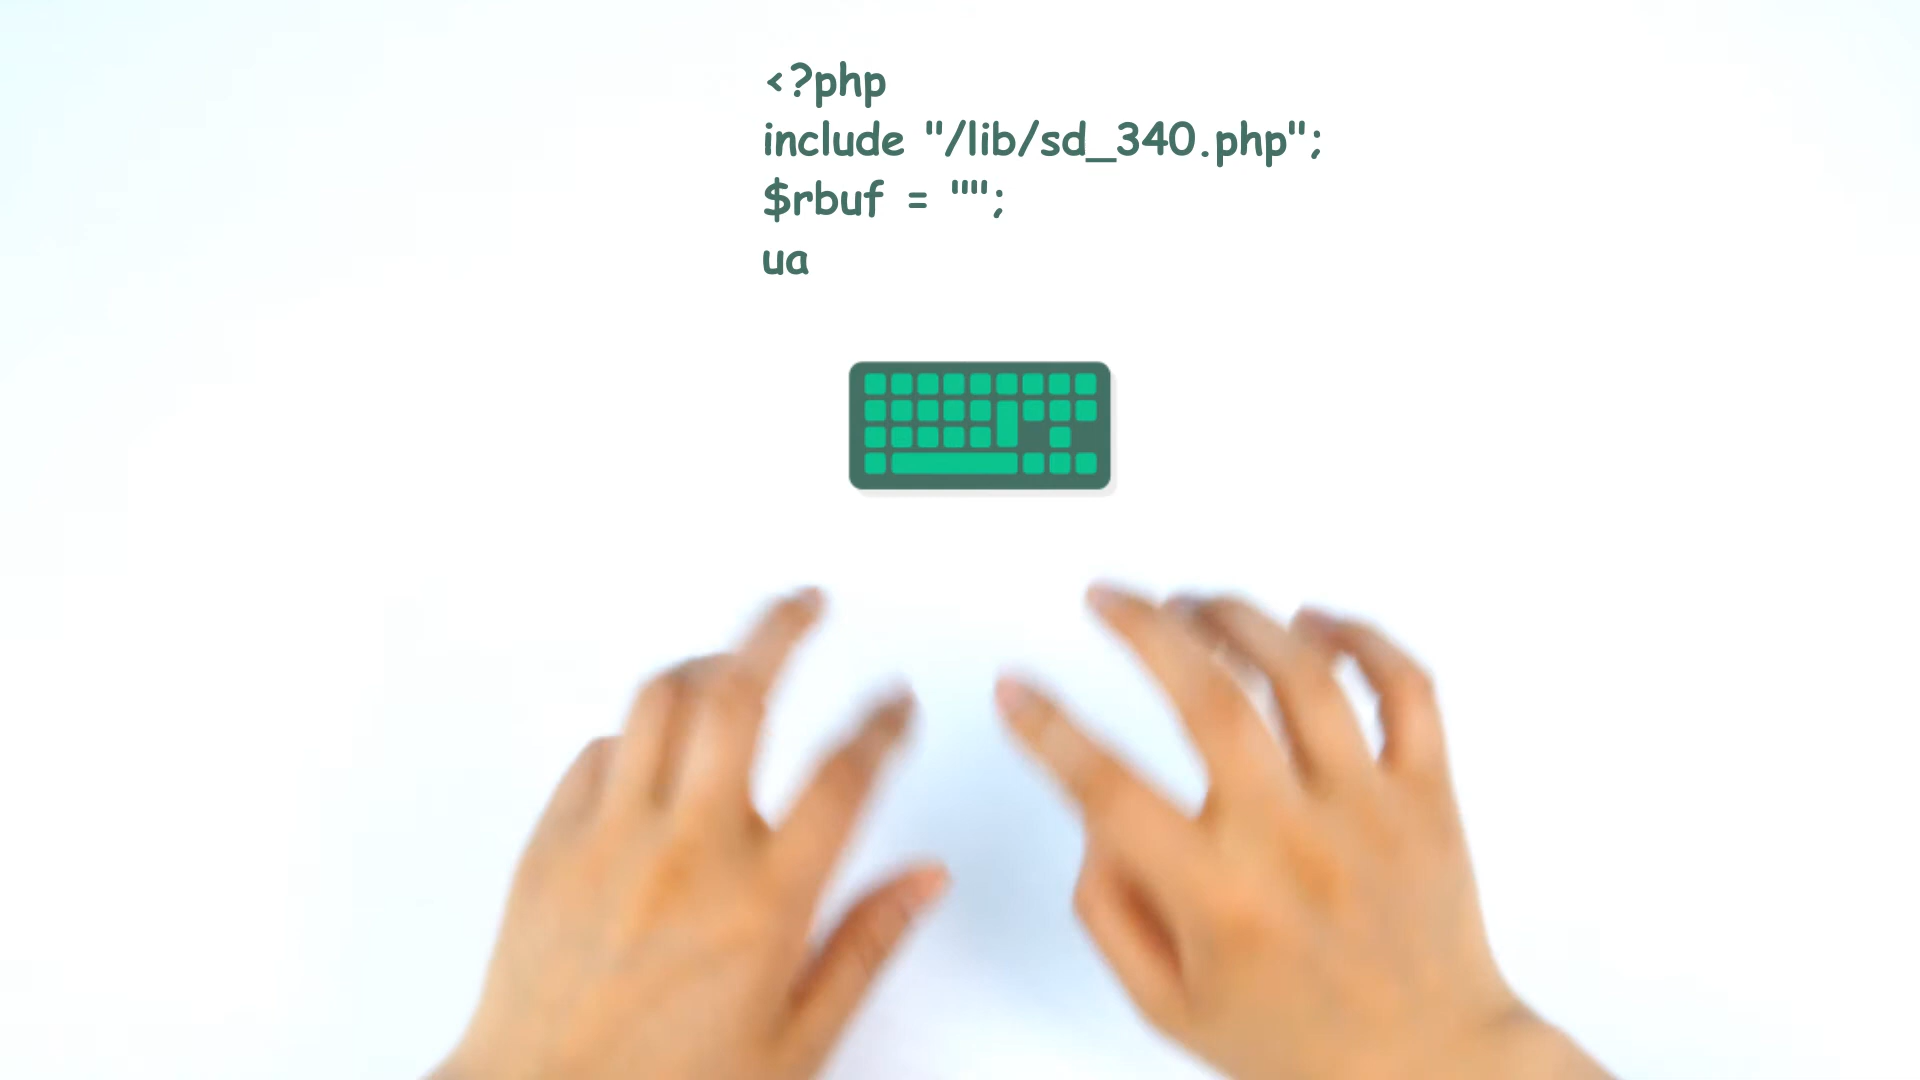 <?php
include "/lib/sd_340.php";
$rbuf = "";
ua